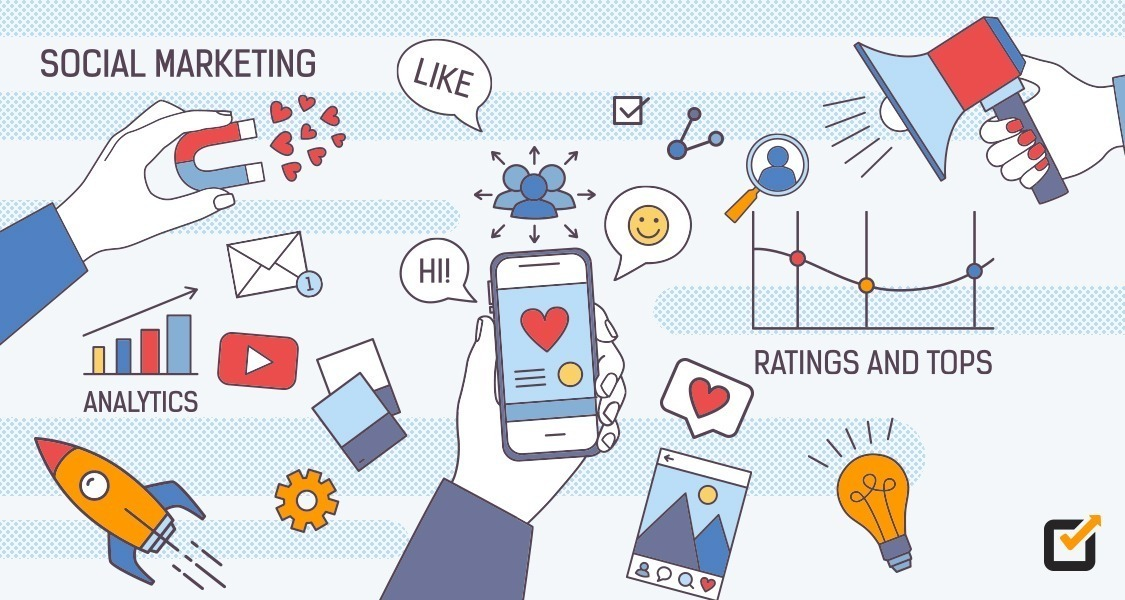 SOCIAL MARKETING
LIKE
HI!
1
ANALYTICS
RATINGS AND TOPS